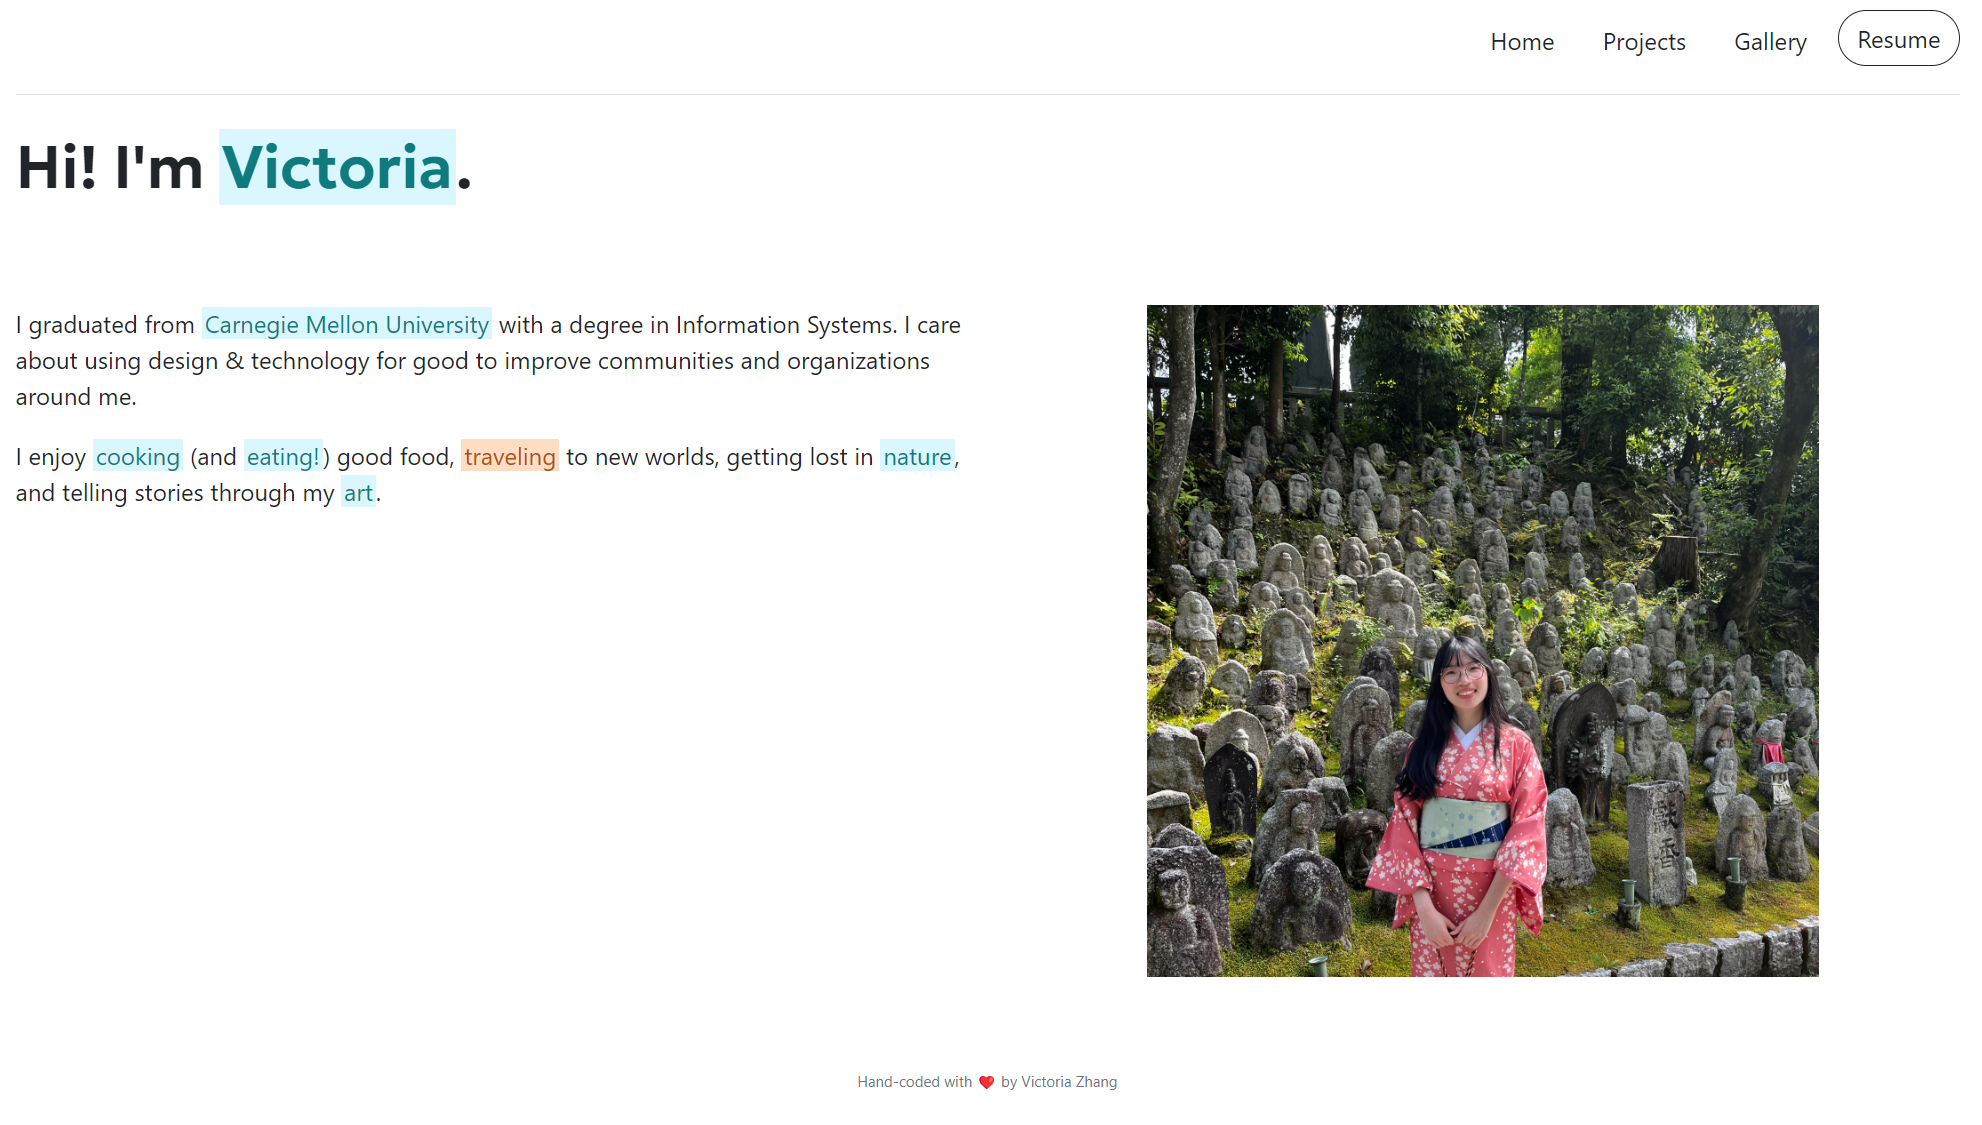 Home Projects Gallery Resume
Hi! I'm Victoria.
I graduated from Carnegie Mellon University with a degree in Information Systems. I care
about using design & technology for good to improve communities and organizations
around me.
I enjoy cooking (and eating!) good food, traveling to new worlds, getting lost in nature,
and telling stories through my art.
Hand-coded with ❤️ by Victoria Zhang